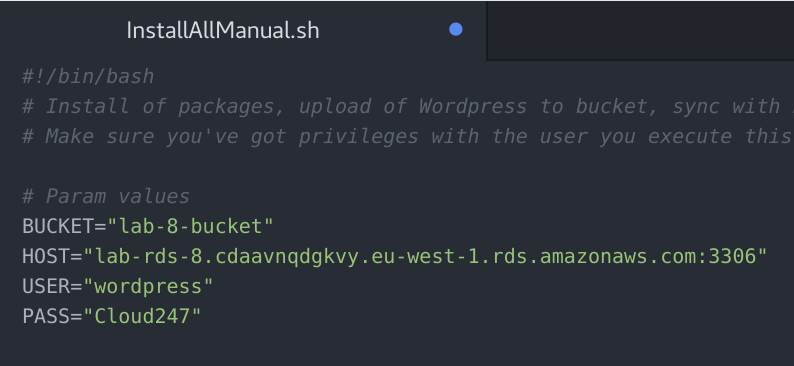 InstallAllManual.sh
#!/bin/bash
# Install of packages, upload of Wordpress to bucket, sync with
# Make sure you've got privileges with the user you execute this
# Param values
BUCKET="lab-8-bucket"
HOST="lab-rds-8.cdaavnqdgkvy.eu-west-1.rds.amazonaws.com:3306"
USER="wordpress"
PASS="Cloud247"